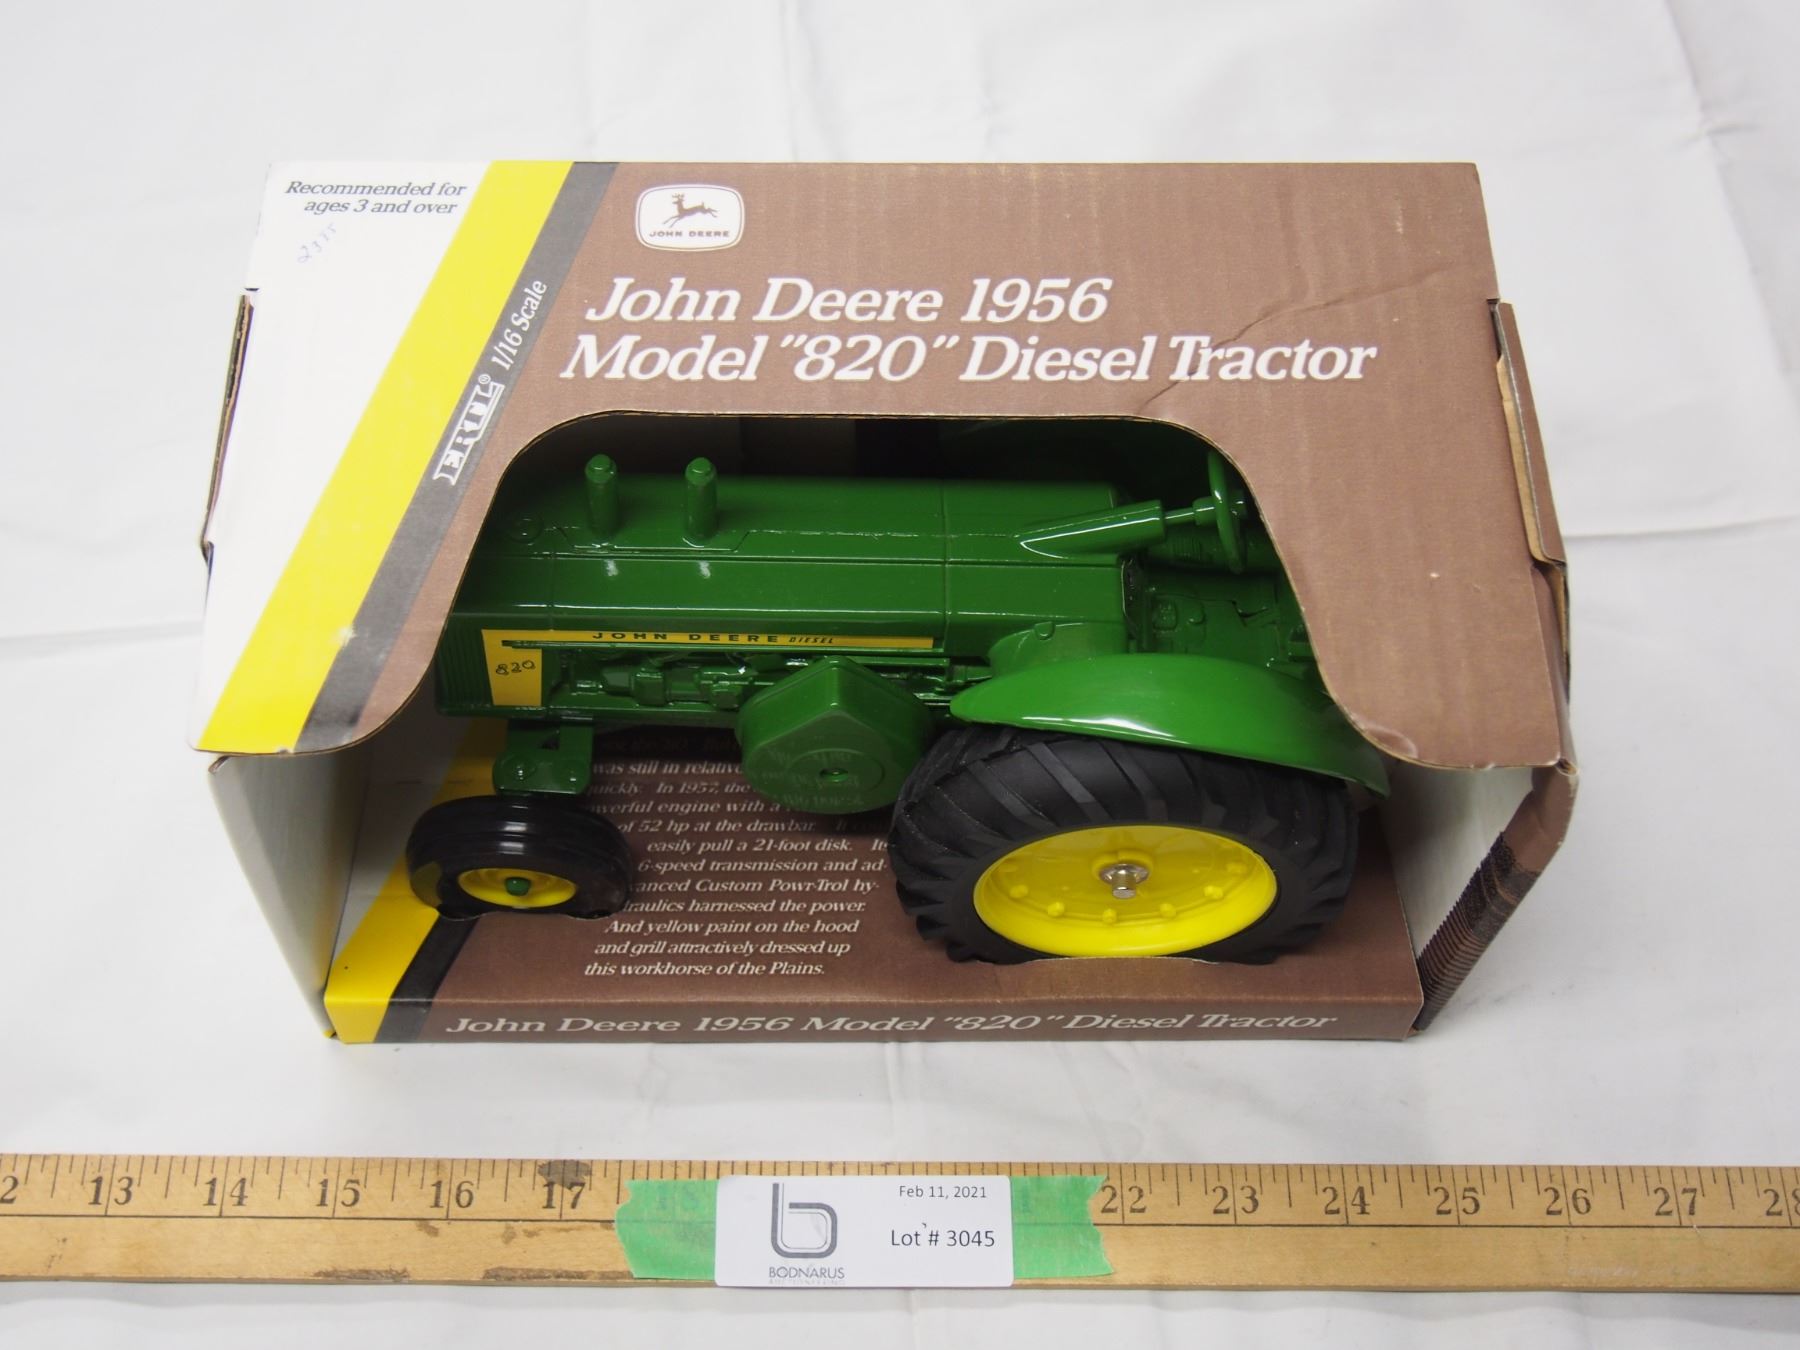 Recommended for
ages 3 and over
JOHN DEERE
John Deere 1956
Model "820" Diesel Tractor
ERTL® 1/16 Scale
JOHN DEERE DIESEL
820
was still in relative
quickly. In 1957, the
powerful engine with a
of 52 hp at the drawbar.
easily pull a 21-foot disk. It
6-speed transmission and ad-
vanced Custom Powr-Trol hy-
draulics harnessed the power.
And yellow paint on the hood
and grill attractively dressed up
this workhorse of the Plains.
John Deere 1956 Model "820" Diesel Tractor
2 13 14 15 16 17 18 22 23 24 25 26 27 28
Feb 11, 2021
Lot # 3045
BODNARUS
AUCTIONEERING